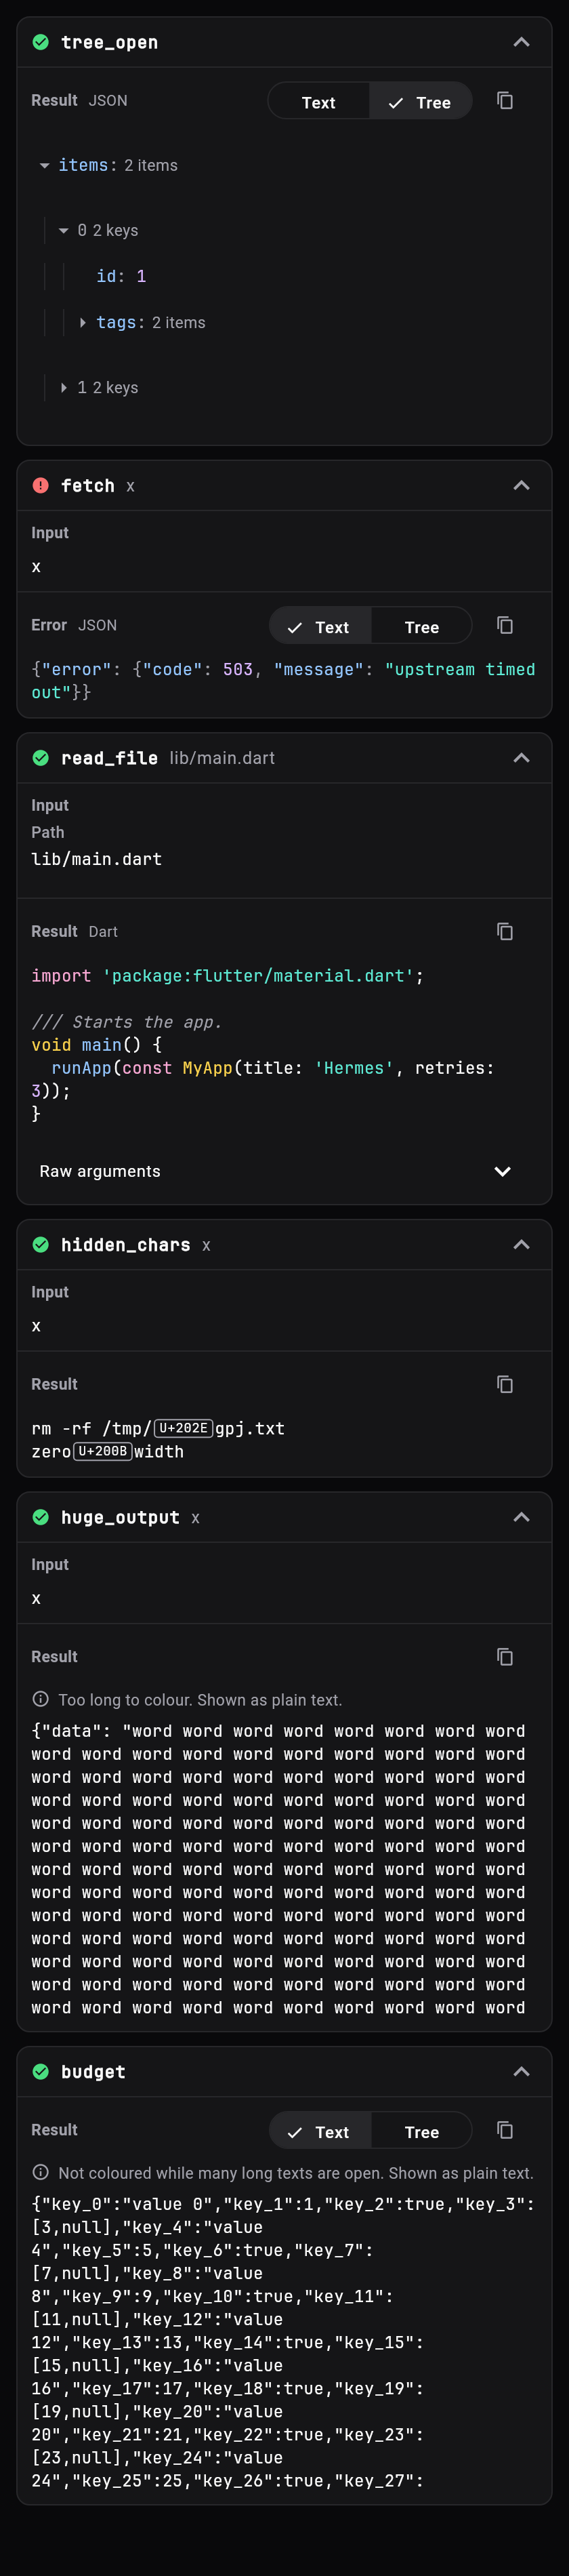 tree_open
Result JSON Text Tree
items: 2 items
0 2 keys
id: 1
tags: 2 items
1 2 keys
fetch x
Input
x
Error JSON Text Tree
{"error": {"code": 503, "message": "upstream timed
out"}}
read_file lib/main.dart
Input
Path
lib/main.dart
Result Dart
import 'package:flutter/material.dart';
/// Starts the app.
void main() {
runApp(const MyApp(title: 'Hermes', retries:
3));
}
Raw arguments
hidden_chars x
Input
x
Result
rm -rf /tmp/U+202Egpj.txt
zeroU+200Bwidth
huge_output x
Input
x
Result
Too long to colour. Shown as plain text.
{"data": "word word word word word word word word
word word word word word word word word word word
word word word word word word word word word word
word word word word word word word word word word
word word word word word word word word word word
word word word word word word word word word word
word word word word word word word word word word
word word word word word word word word word word
word word word word word word word word word word
word word word word word word word word word word
word word word word word word word word word word
word word word word word word word word word word
word word word word word word word word word word
budget
Result Text Tree
Not coloured while many long texts are open. Shown as plain text.
{"key_0":"value 0","key_1":1,"key_2":true,"key_3":
[3,null],"key_4":"value
4","key_5":5,"key_6":true,"key_7":
[7,null],"key_8":"value
8","key_9":9,"key_10":true,"key_11":
[11,null],"key_12":"value
12","key_13":13,"key_14":true,"key_15":
[15,null],"key_16":"value
16","key_17":17,"key_18":true,"key_19":
[19,null],"key_20":"value
20","key_21":21,"key_22":true,"key_23":
[23,null],"key_24":"value
24","key_25":25,"key_26":true,"key_27":